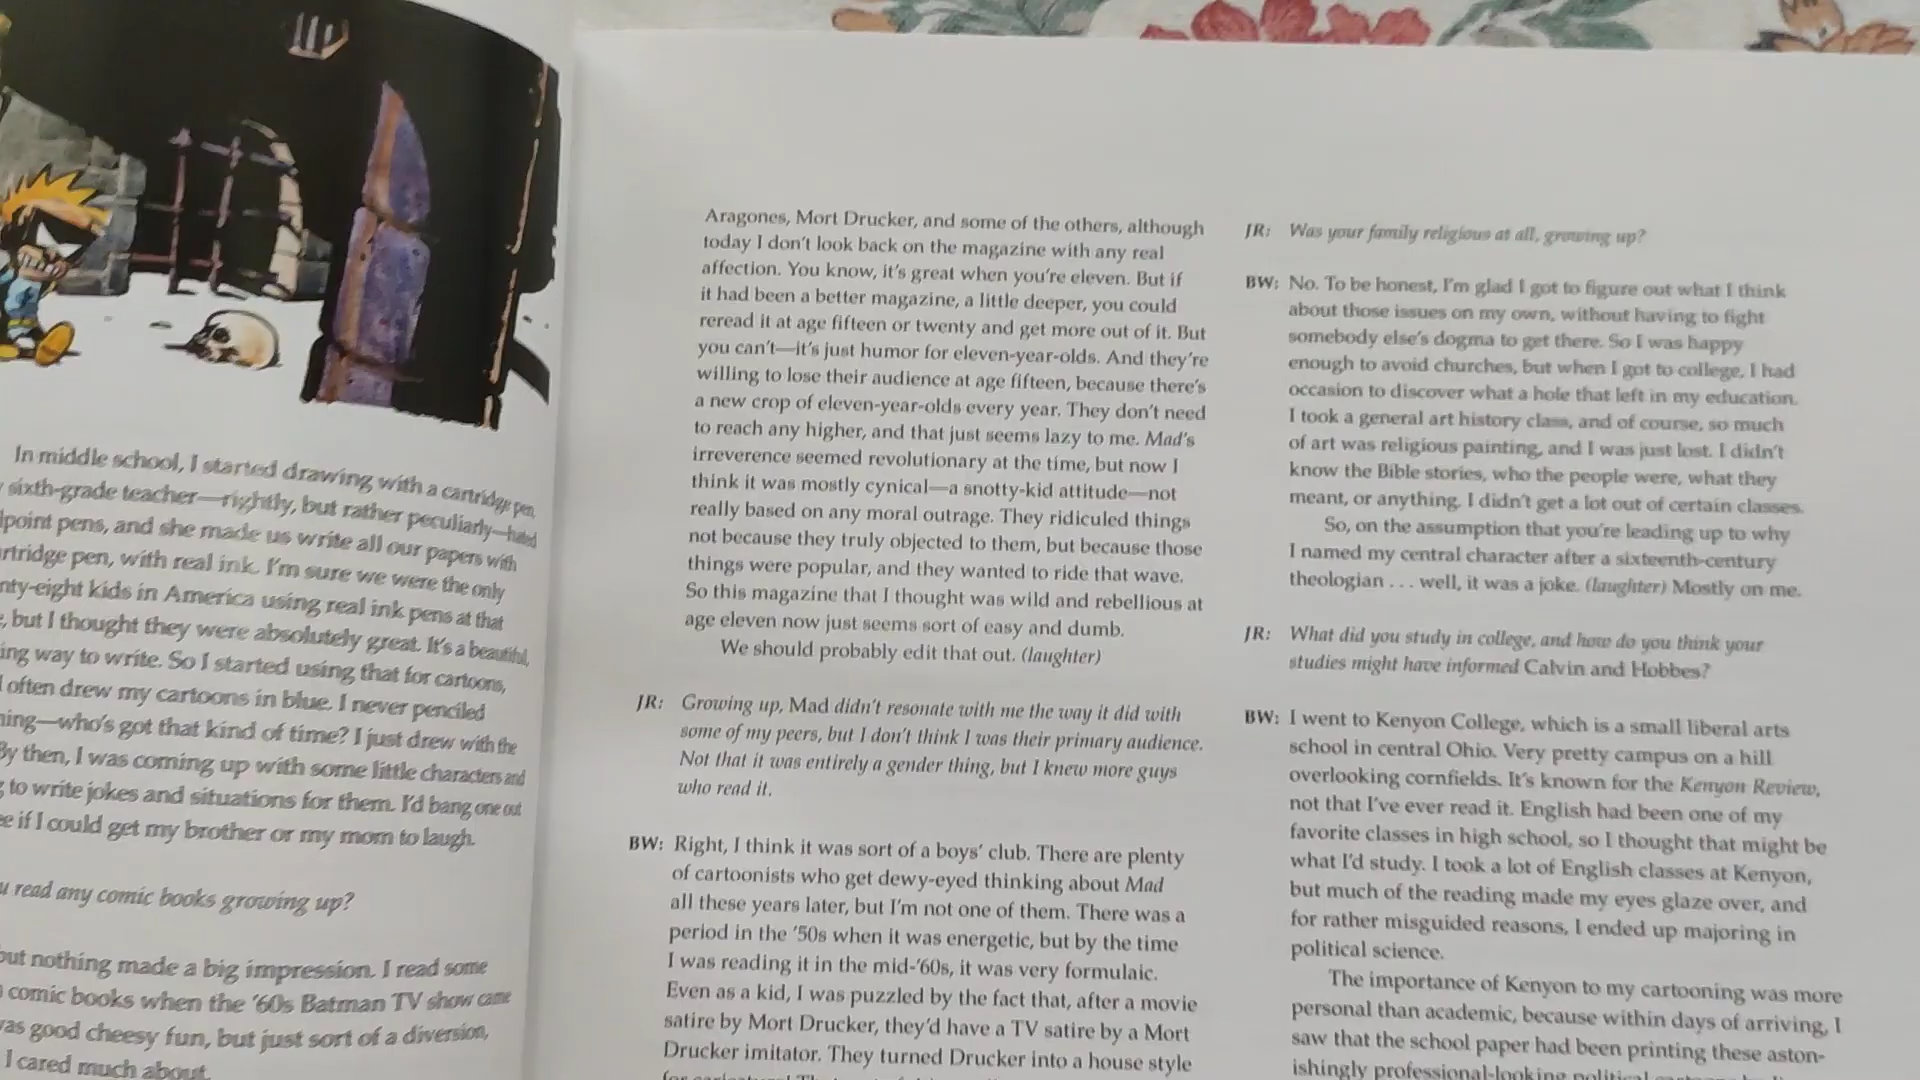 In middle school, I started drawing with a cartridge pen.
sixth-grade teacher—rightly, but rather peculiarly—hated
point pens, and she made us write all our papers with
rtridge pen, with real ink. I'm sure we were the only
nty-eight kids in America using real ink pens at that
, but I thought they were absolutely great. It's a beautiful,
ing way to write. So I started using that for cartoons,
often drew my cartoons in blue. I never penciled
ning—who's got that kind of time? I just drew with the
By then, I was coming up with some little characters and
to write jokes and situations for them. I'd bang one out
e if I could get my brother or my mom to laugh.
u read any comic books growing up?
but nothing made a big impression. I read some
comic books when the '60s Batman TV show came
was good cheesy fun, but just sort of a diversion,
I cared much about.
Aragones, Mort Drucker, and some of the others, although
today I don't look back on the magazine with any real
affection. You know, it's great when you're eleven. But if
it had been a better magazine, a little deeper, you could
reread it at age fifteen or twenty and get more out of it. But
you can't—it's just humor for eleven-year-olds. And they're
willing to lose their audience at age fifteen, because there's
a new crop of eleven-year-olds every year. They don't need
to reach any higher, and that just seems lazy to me. Mad's
irreverence seemed revolutionary at the time, but now I
think it was mostly cynical—a snotty-kid attitude—not
really based on any moral outrage. They ridiculed things
not because they truly objected to them, but because those
things were popular, and they wanted to ride that wave.
So this magazine that I thought was wild and rebellious at
age eleven now just seems sort of easy and dumb.
We should probably edit that out. (laughter)
JR: Growing up, Mad didn't resonate with me the way it did with
some of my peers, but I don't think I was their primary audience.
Not that it was entirely a gender thing, but I knew more guys
who read it.
BW: Right, I think it was sort of a boys' club. There are plenty
of cartoonists who get dewy-eyed thinking about Mad
all these years later, but I'm not one of them. There was a
period in the '50s when it was energetic, but by the time
I was reading it in the mid-'60s, it was very formulaic.
Even as a kid, I was puzzled by the fact that, after a movie
satire by Mort Drucker, they'd have a TV satire by a Mort
Drucker imitator. They turned Drucker into a house style
JR: Was your family religious at all, growing up?
BW: No. To be honest, I'm glad I got to figure out what I think
about those issues on my own, without having to fight
somebody else's dogma to get there. So I was happy
enough to avoid churches, but when I got to college, I had
occasion to discover what a hole that left in my education.
I took a general art history class, and of course, so much
of art was religious painting, and I was just lost. I didn't
know the Bible stories, who the people were, what they
meant, or anything. I didn't get a lot out of certain classes.
So, on the assumption that you're leading up to why
I named my central character after a sixteenth-century
theologian . . . well, it was a joke. (laughter) Mostly on me.
JR: What did you study in college, and how do you think your
studies might have informed Calvin and Hobbes?
BW: I went to Kenyon College, which is a small liberal arts
school in central Ohio. Very pretty campus on a hill
overlooking cornfields. It's known for the Kenyon Review,
not that I've ever read it. English had been one of my
favorite classes in high school, so I thought that might be
what I'd study. I took a lot of English classes at Kenyon,
but much of the reading made my eyes glaze over, and
for rather misguided reasons, I ended up majoring in
political science.
The importance of Kenyon to my cartooning was more
personal than academic, because within days of arriving, I
saw that the school paper had been printing these aston-
ishingly professional-looking political